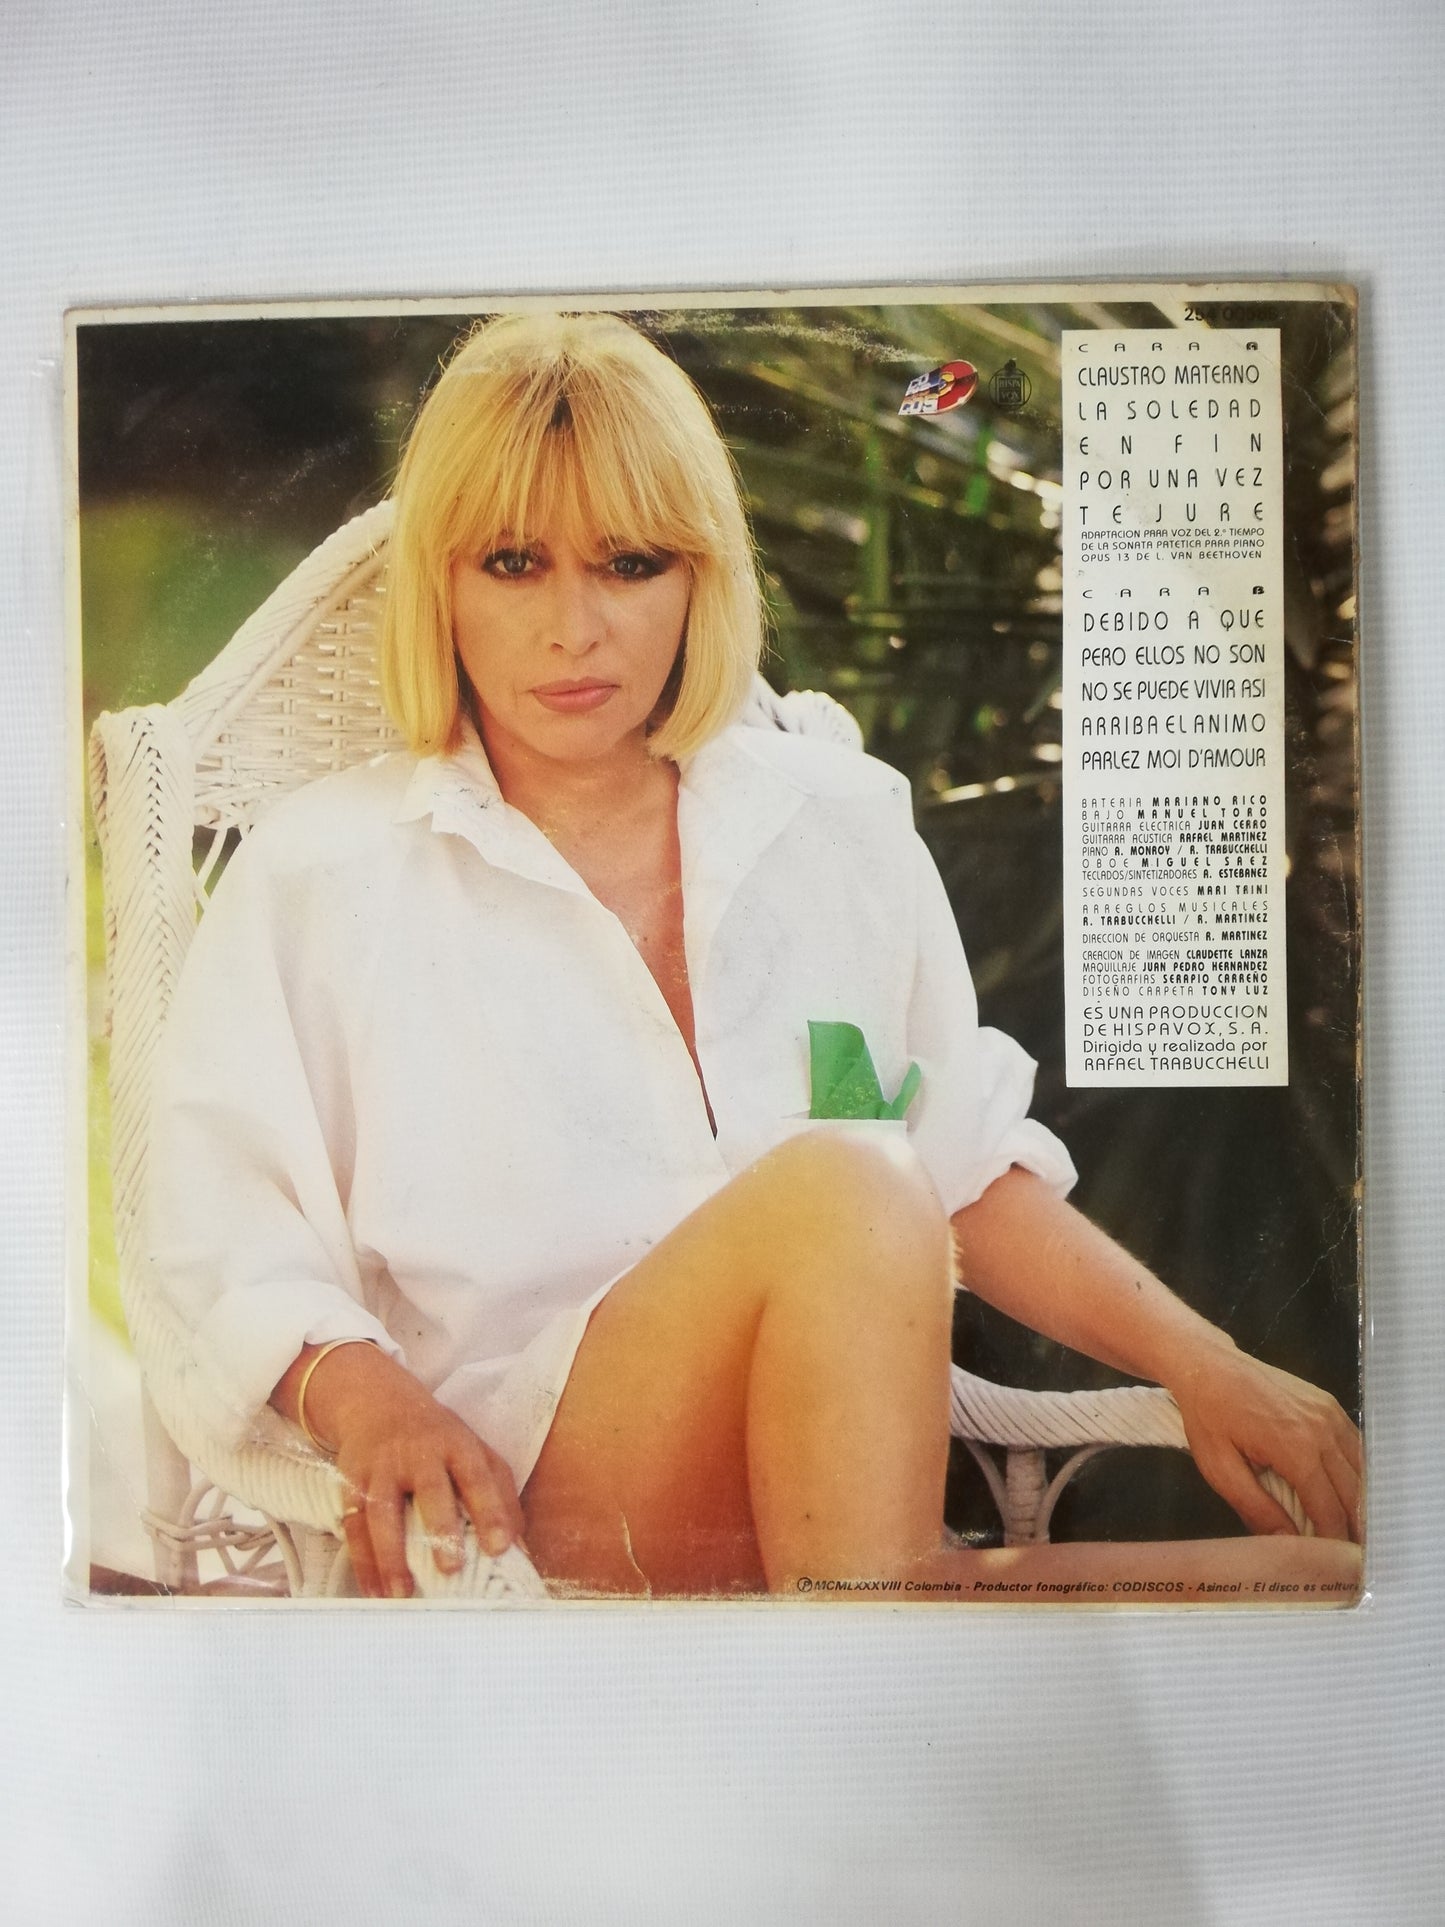 CODISCOS
HISPA
VOX
CARA A
CLAUSTRO MATERNO
LA SOLEDAD
EN FIN
POR UNA VEZ
TE JURE
ADAPTACION PARA VOZ DEL 2.º TIEMPO
DE LA SONATA PATETICA PARA PIANO
OPUS 13 DE L. VAN BEETHOVEN
CARA B
DEBIDO A QUE
PERO ELLOS NO SON
NO SE PUEDE VIVIR ASI
ARRIBA EL ANIMO
PARLEZ MOI D'AMOUR
BATERIA MARIANO RICO
BAJO MANUEL TORO
GUITARRA ELECTRICA JUAN CERRO
GUITARRA ACUSTICA RAFAEL MARTINEZ
PIANO A. MONROY / R. TRABUCCHELLI
OBOE MIGUEL SAEZ
TECLADOS/SINTETIZADORES A. ESTEBANEZ
SEGUNDAS VOCES MARI TRINI
ARREGLOS MUSICALES
R. TRABUCCHELLI / R. MARTINEZ
DIRECCION DE ORQUESTA R. MARTINEZ
CREACION DE IMAGEN CLAUDETTE LANZA
MAQUILLAJE JUAN PEDRO HERNANDEZ
FOTOGRAFIAS SERAPIO CARREÑO
DISEÑO CARPETA TONY LUZ
ES UNA PRODUCCION
DE HISPAVOX, S.A.
Dirigida y realizada por
RAFAEL TRABUCCHELLI
Ⓟ MCMLXXXVIII Colombia - Productor fonográfico: CODISCOS - Asincol - El disco es cultur